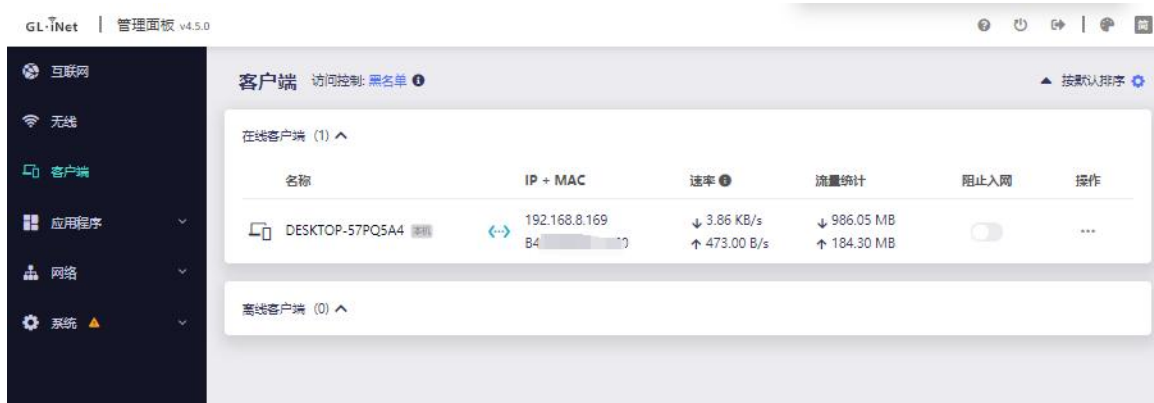 GL·iNet | 管理面板 v4.5.0 简
互联网
无线
客户端
应用程序
网络
系统
客户端 访问控制: 黑名单
按默认排序
在线客户端 (1)
名称 IP + MAC 速率 流量统计 阻止入网 操作
DESKTOP-57PQ5A4 本机
192.168.8.169 ↓ 3.86 KB/s ↓ 986.05 MB
B4 ↑ 473.00 B/s ↑ 184.30 MB
离线客户端 (0)